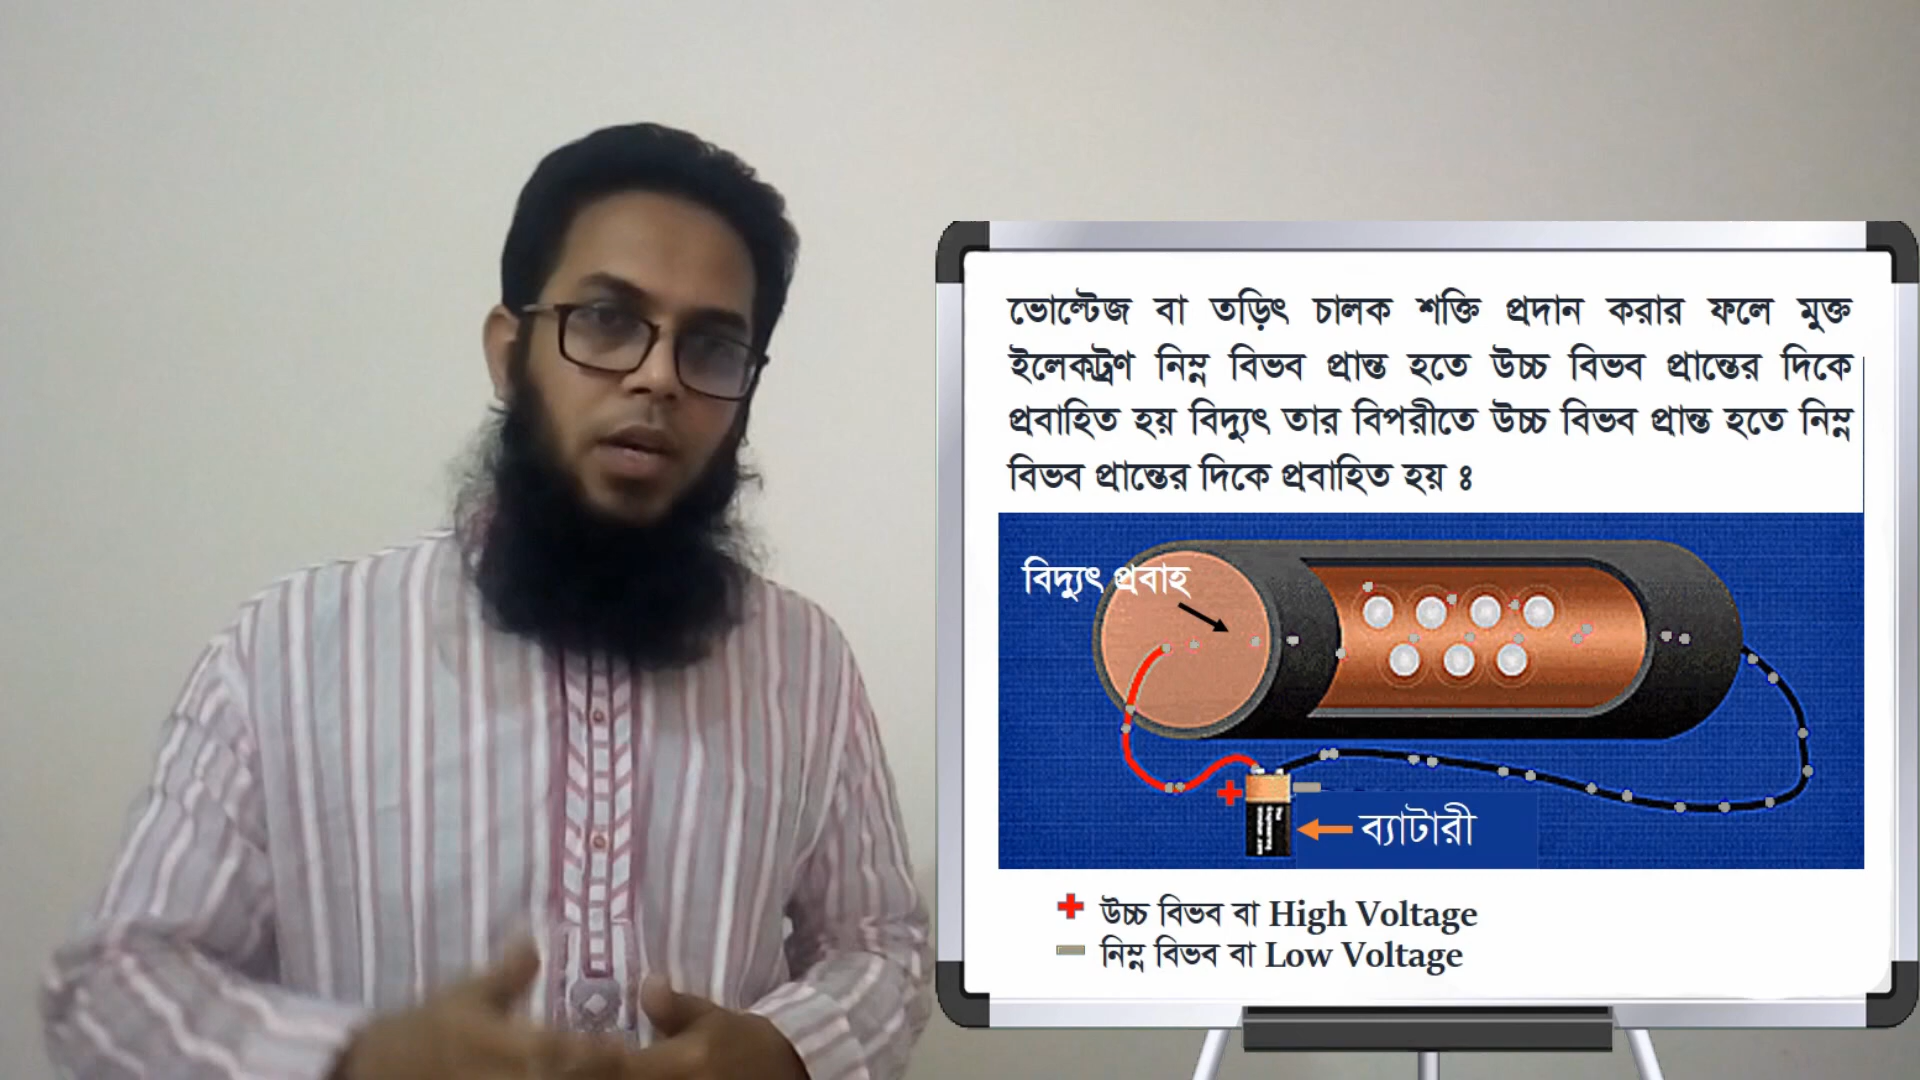 ভোল্টেজ বা তড়িৎ চালক শক্তি প্রদান করার ফলে মুক্ত
ইলেকট্রণ নিম্ন বিভব প্রান্ত হতে উচ্চ বিভব প্রান্তের দিকে
প্রবাহিত হয় বিদ্যুৎ তার বিপরীতে উচ্চ বিভব প্রান্ত হতে নিম্ন
বিভব প্রান্তের দিকে প্রবাহিত হয় ঃ
বিদ্যুৎ প্রবাহ
+ −
ব্যাটারী
+ উচ্চ বিভব বা High Voltage
− নিম্ন বিভব বা Low Voltage